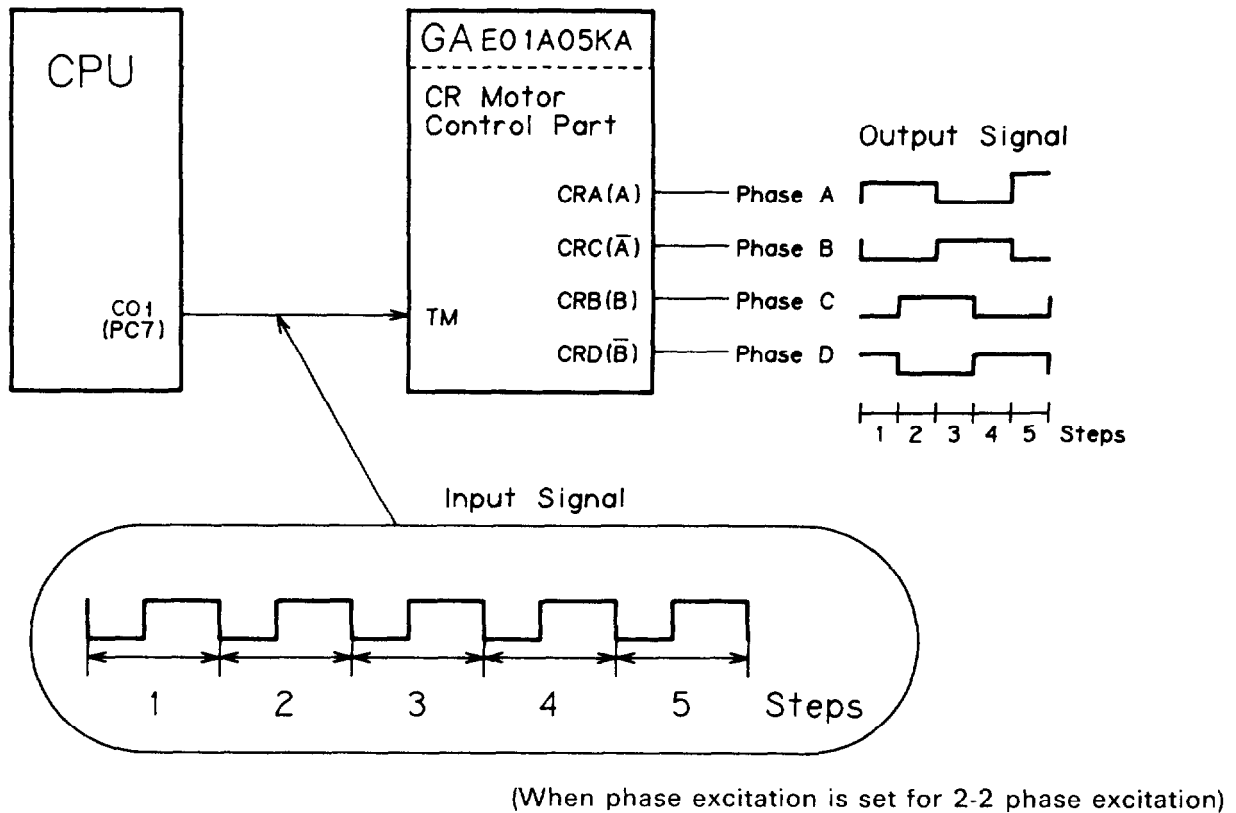 CPU
GA E01A05KA
CR Motor
Control Part
Output Signal
CRA(A)
Phase A
CRC(A̅)
Phase B
CRB(B)
Phase C
CRD(B̅)
Phase D
CO1
(PC7)
TM
1 2 3 4 5 Steps
Input Signal
1 2 3 4 5 Steps
(When phase excitation is set for 2-2 phase excitation)